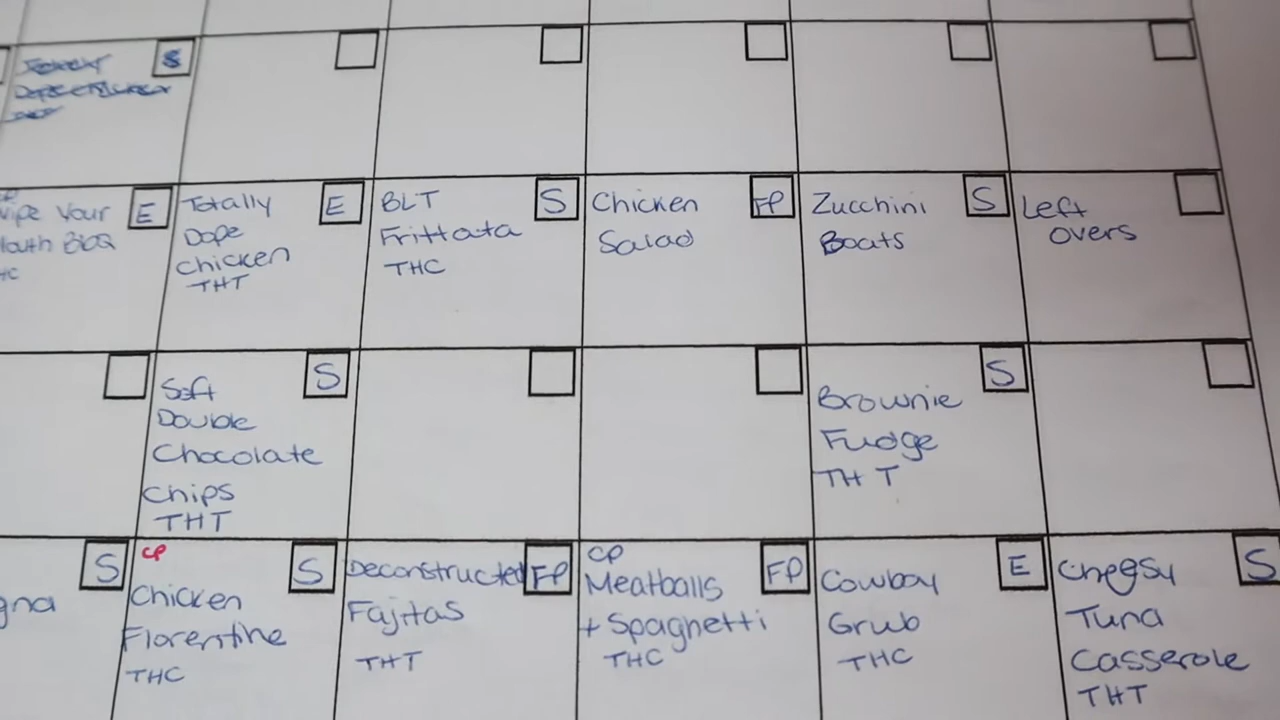 S
E
Totally
Dope
chicken
THT
E
BLT
Frittata
THC
S
Chicken
Salad
FP
Zucchini
Boats
S
Left
overs
Your
BBQ
Soft
Double
Chocolate
Chips
THT
S
Brownie
Fudge
THT
S
S
CP
Chicken
Florentine
THC
S
Deconstructed
Fajitas
THT
FP
CP
Meatballs
+ Spaghetti
THC
FP
Cowboy
Grub
THC
E
Cheesy
Tuna
Casserole
THT
S